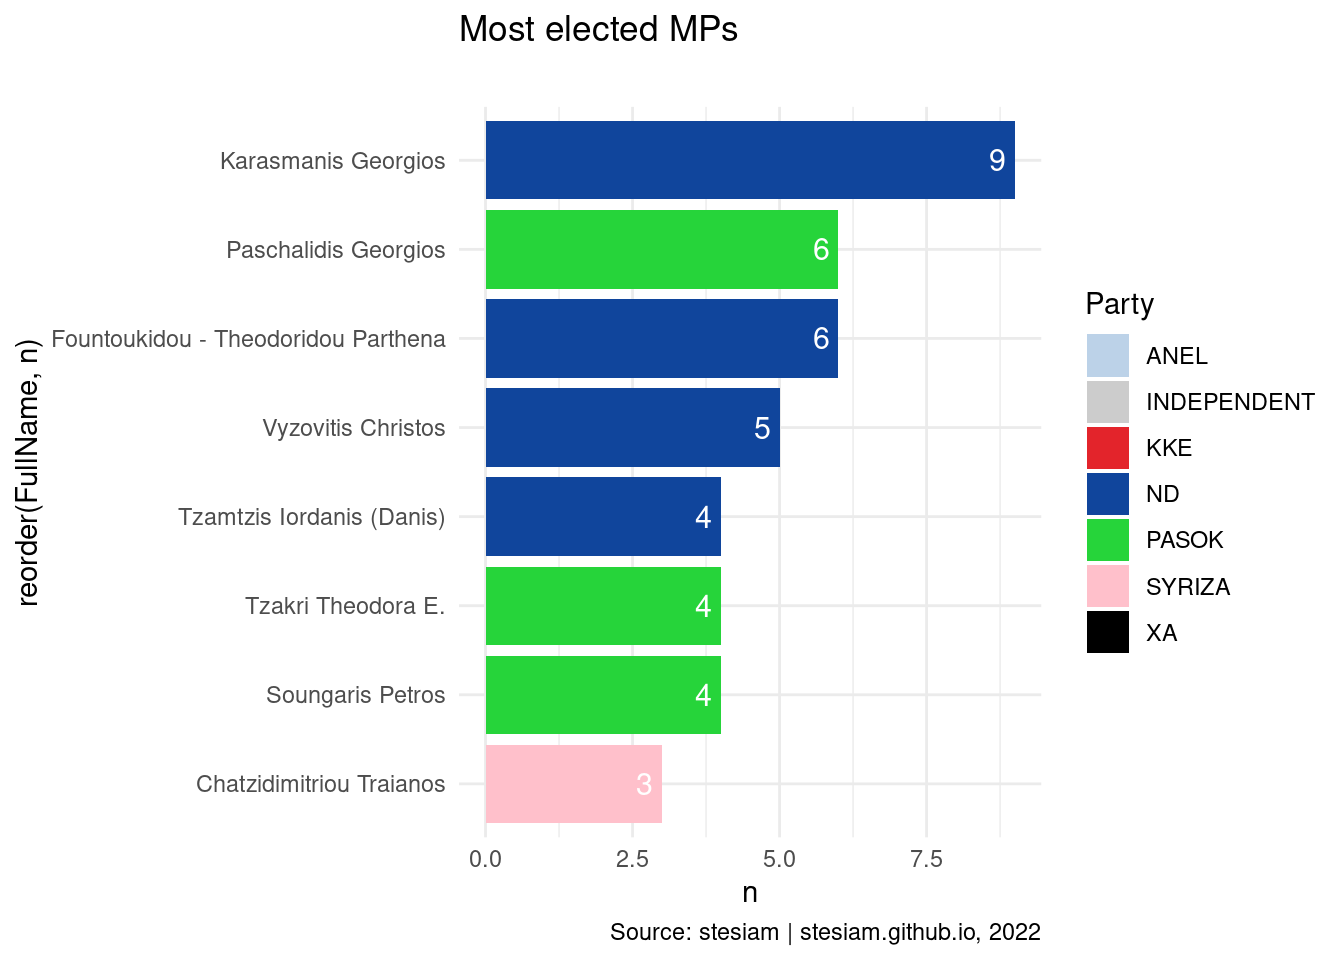 Most elected MPs
reorder(FullName, n)
Karasmanis Georgios
9
Paschalidis Georgios
6
Fountoukidou - Theodoridou Parthena
6
Vyzovitis Christos
5
Tzamtzis Iordanis (Danis)
4
Tzakri Theodora E.
4
Soungaris Petros
4
Chatzidimitriou Traianos
3
0.0 2.5 5.0 7.5
n
Party
ANEL
INDEPENDENT
KKE
ND
PASOK
SYRIZA
XA
Source: stesiam | stesiam.github.io, 2022